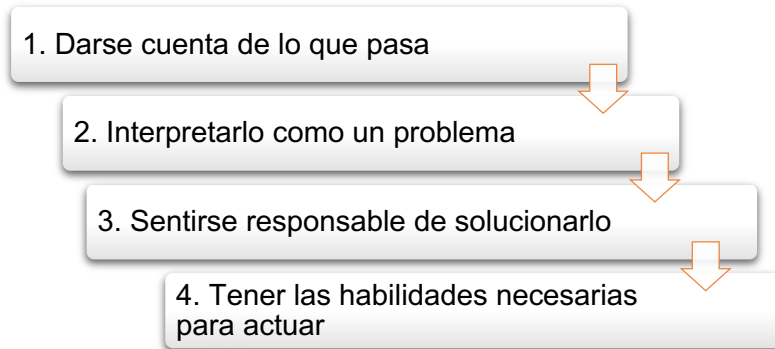 1. Darse cuenta de lo que pasa
2. Interpretarlo como un problema
3. Sentirse responsable de solucionarlo
4. Tener las habilidades necesarias
para actuar